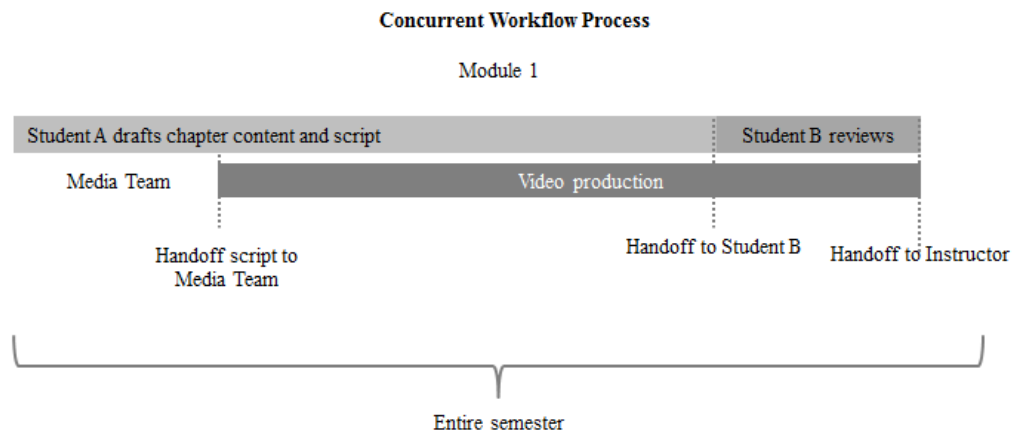 Concurrent Workflow Process
Module 1
Student A drafts chapter content and script
Student B reviews
Media Team
Video production
Handoff script to
Media Team
Handoff to Student B
Handoff to Instructor
Entire semester